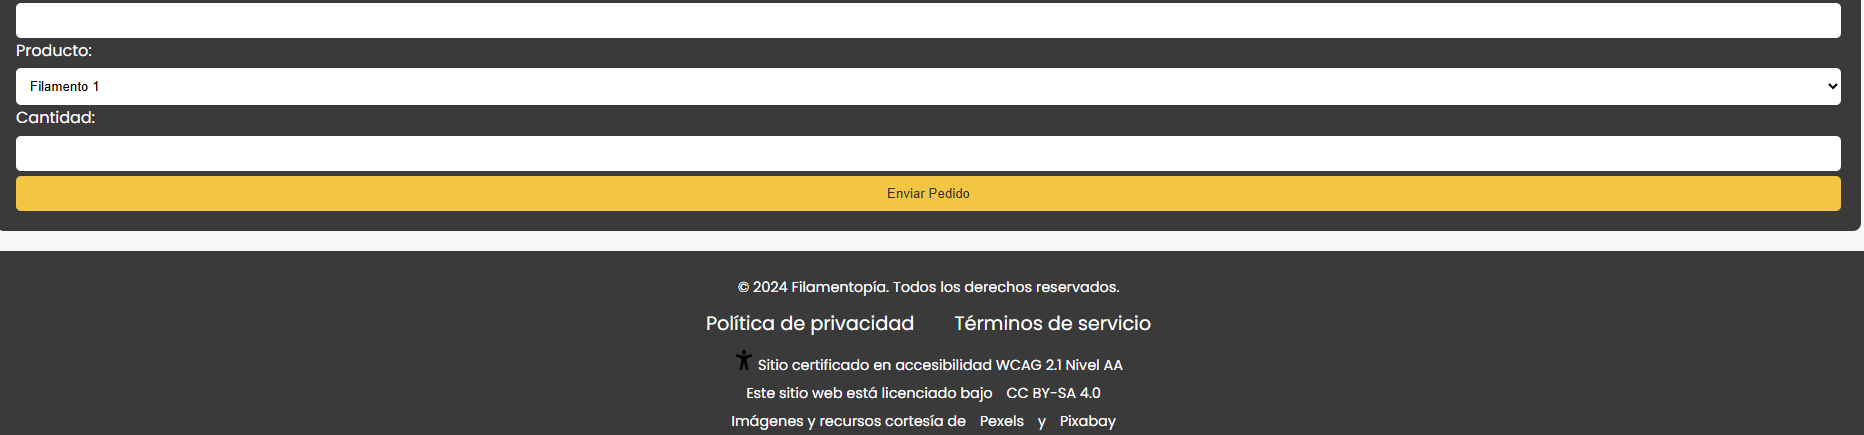 Producto:
Filamento 1
Cantidad:
Enviar Pedido
© 2024 Filamentopía. Todos los derechos reservados.
Política de privacidad Términos de servicio
Sitio certificado en accesibilidad WCAG 2.1 Nivel AA
Este sitio web está licenciado bajo CC BY-SA 4.0
Imágenes y recursos cortesía de Pexels y Pixabay